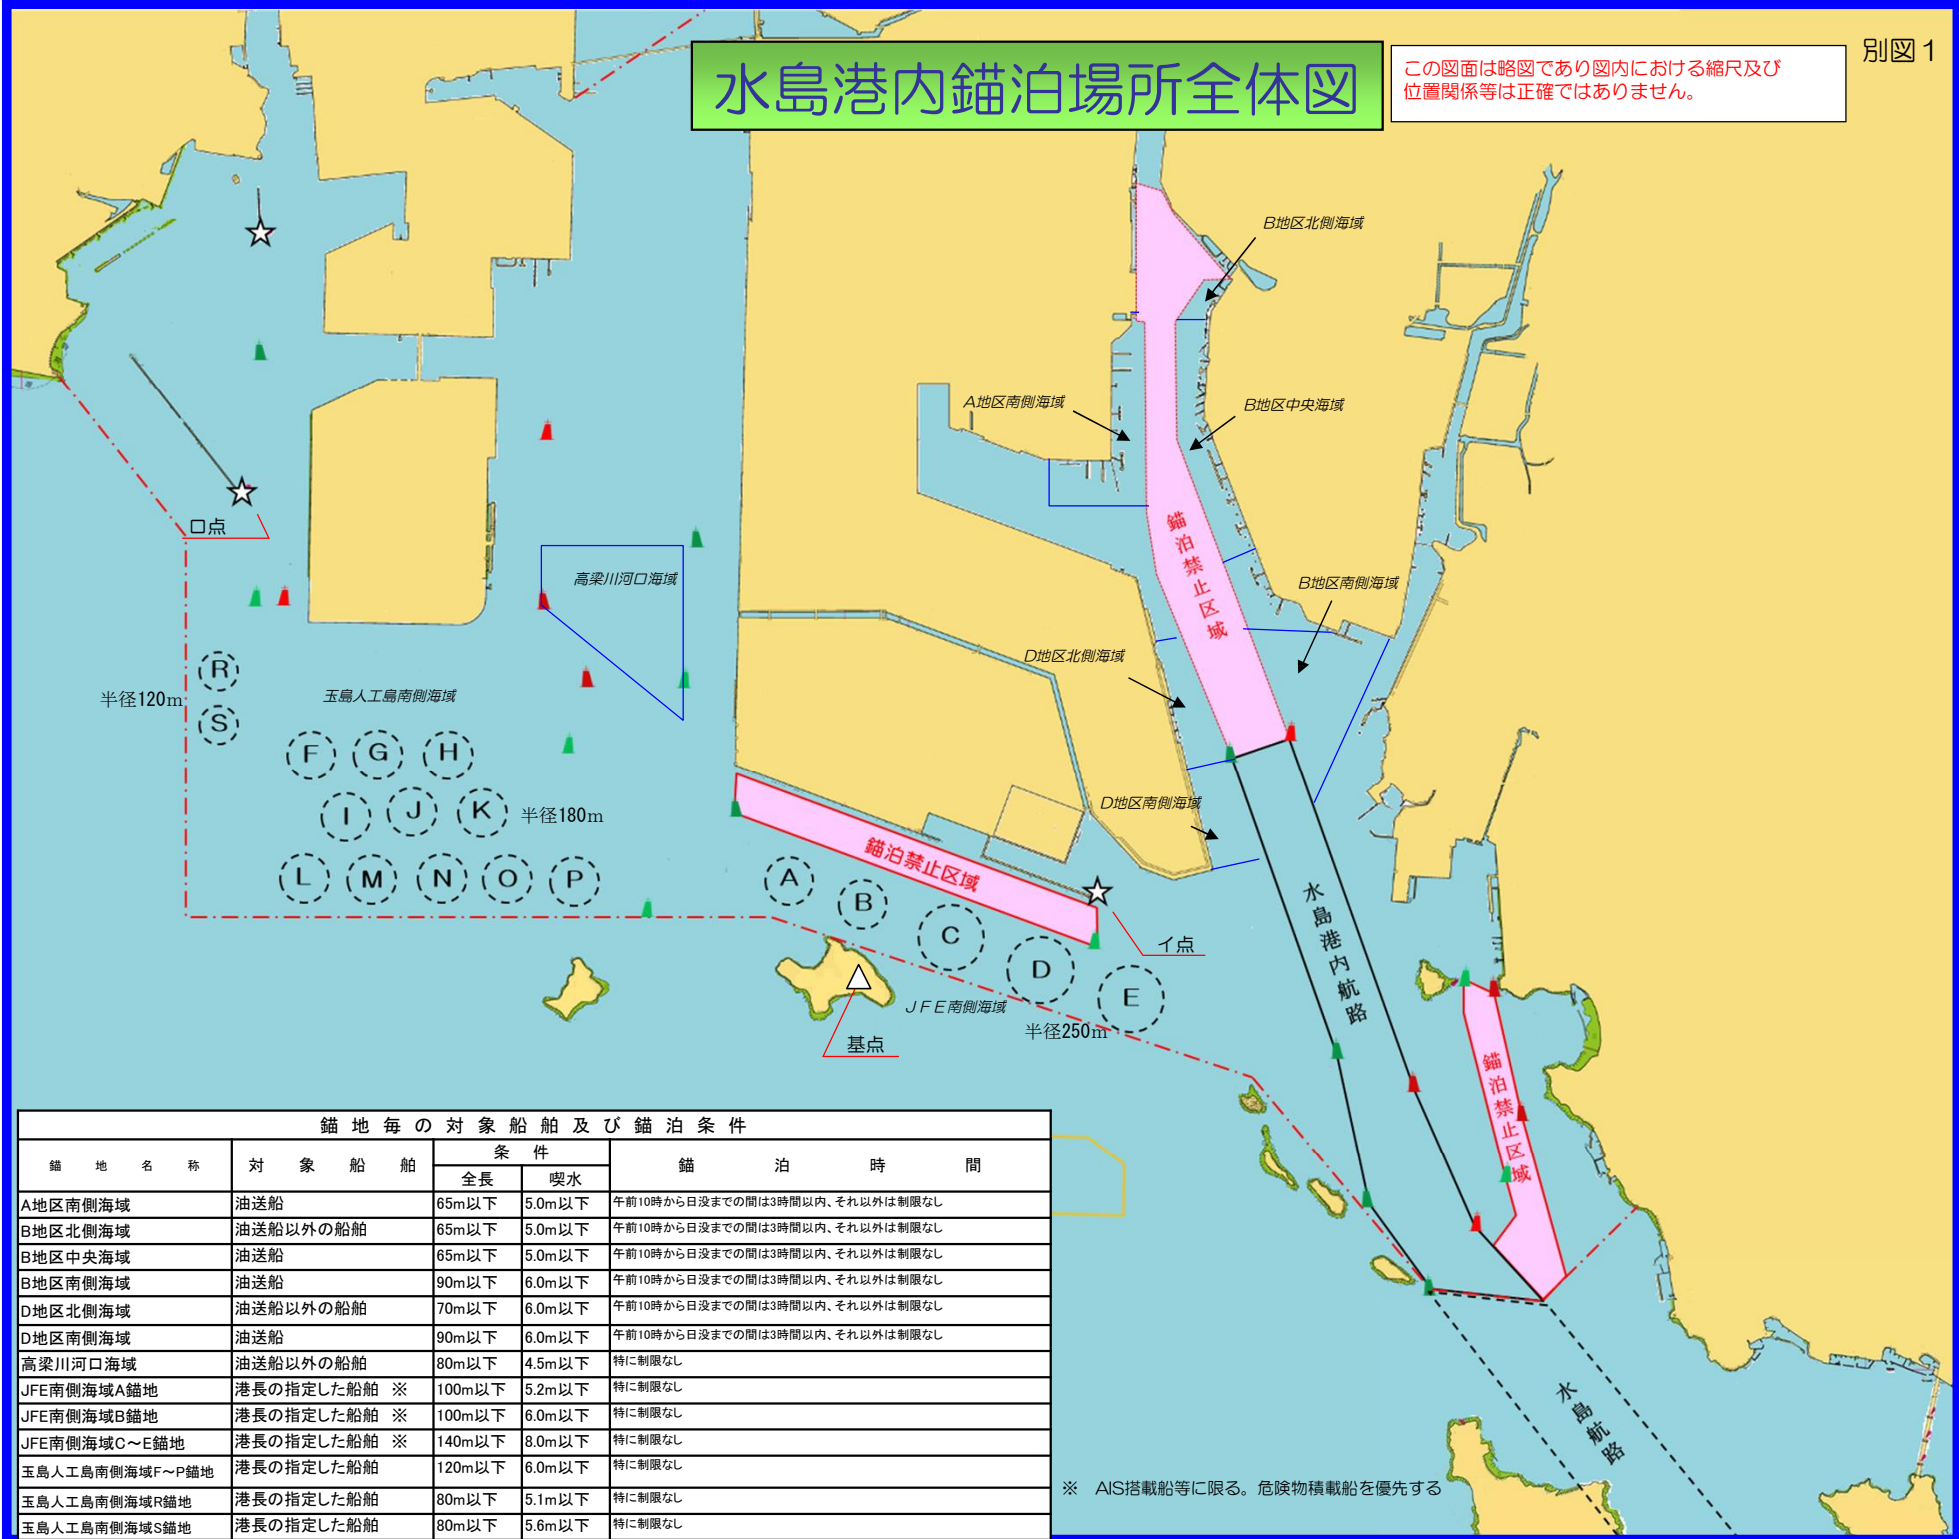 別図1
水島港内錨泊場所全体図
この図面は略図であり図内における縮尺及び
位置関係等は正確ではありません。
B地区北側海域
A地区南側海域
B地区中央海域
錨泊禁止区域
ロ点
高梁川河口海域
B地区南側海域
D地区北側海域
R
半径120m
玉島人工島南側海域
S
F
G
H
I
J
K
半径180m
D地区南側海域
錨泊禁止区域
L
M
N
O
P
A
B
C
D
E
イ点
水島港内航路
JFE南側海域
半径250m
基点
錨泊禁止区域
水島航路
錨地毎の対象船舶及び錨泊条件
錨地名称 対象船舶 条件 錨泊時間
全長 喫水
A地区南側海域 油送船 65m以下 5.0m以下 午前10時から日没までの間は3時間以内、それ以外は制限なし
B地区北側海域 油送船以外の船舶 65m以下 5.0m以下 午前10時から日没までの間は3時間以内、それ以外は制限なし
B地区中央海域 油送船 65m以下 5.0m以下 午前10時から日没までの間は3時間以内、それ以外は制限なし
B地区南側海域 油送船 90m以下 6.0m以下 午前10時から日没までの間は3時間以内、それ以外は制限なし
D地区北側海域 油送船以外の船舶 70m以下 6.0m以下 午前10時から日没までの間は3時間以内、それ以外は制限なし
D地区南側海域 油送船 90m以下 6.0m以下 午前10時から日没までの間は3時間以内、それ以外は制限なし
高梁川河口海域 油送船以外の船舶 80m以下 4.5m以下 特に制限なし
JFE南側海域A錨地 港長の指定した船舶 ※ 100m以下 5.2m以下 特に制限なし
JFE南側海域B錨地 港長の指定した船舶 ※ 100m以下 6.0m以下 特に制限なし
JFE南側海域C～E錨地 港長の指定した船舶 ※ 140m以下 8.0m以下 特に制限なし
玉島人工島南側海域F～P錨地 港長の指定した船舶 120m以下 6.0m以下 特に制限なし
玉島人工島南側海域R錨地 港長の指定した船舶 80m以下 5.1m以下 特に制限なし
玉島人工島南側海域S錨地 港長の指定した船舶 80m以下 5.6m以下 特に制限なし
※ AIS搭載船等に限る。危険物積載船を優先する